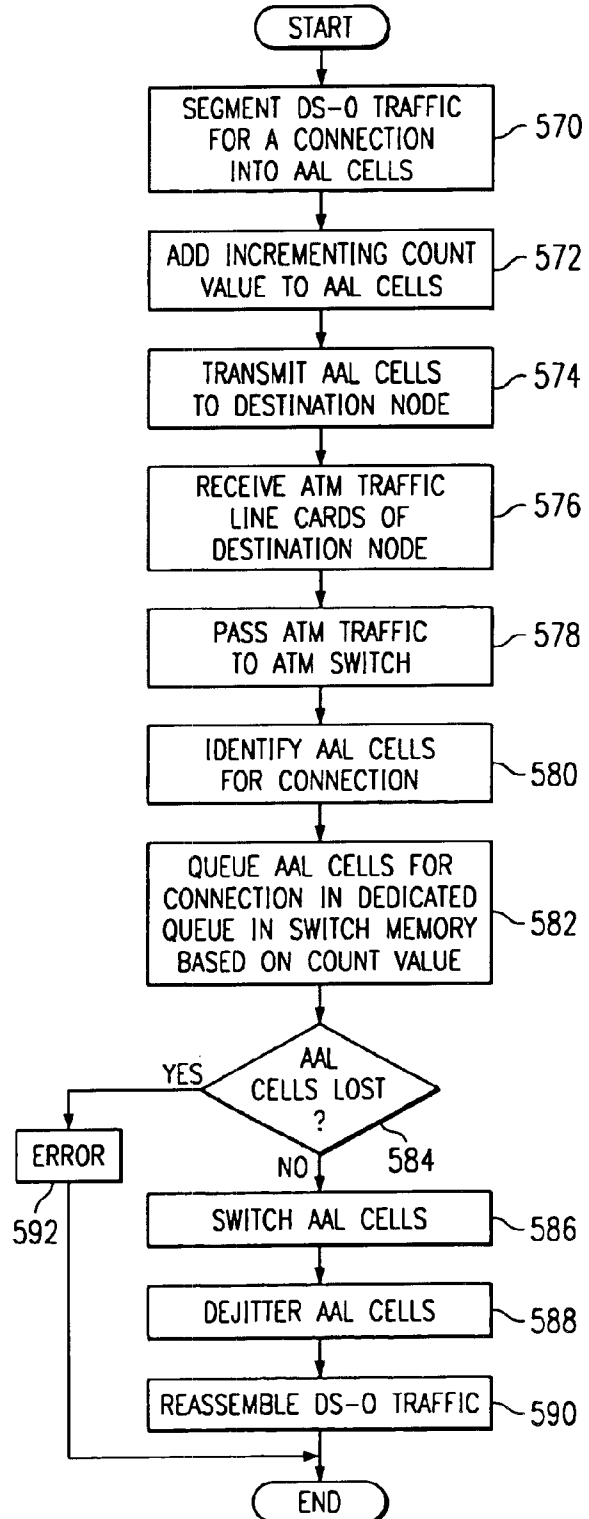 START
SEGMENT DS-0 TRAFFIC
FOR A CONNECTION
INTO AAL CELLS
570
ADD INCREMENTING COUNT
VALUE TO AAL CELLS
572
TRANSMIT AAL CELLS
TO DESTINATION NODE
574
RECEIVE ATM TRAFFIC
LINE CARDS OF
DESTINATION NODE
576
PASS ATM TRAFFIC
TO ATM SWITCH
578
IDENTIFY AAL CELLS
FOR CONNECTION
580
QUEUE AAL CELLS FOR
CONNECTION IN DEDICATED
QUEUE IN SWITCH MEMORY
BASED ON COUNT VALUE
582
AAL
CELLS LOST
?
584
YES
ERROR
592
NO
SWITCH AAL CELLS
586
DEJITTER AAL CELLS
588
REASSEMBLE DS-0 TRAFFIC
590
END